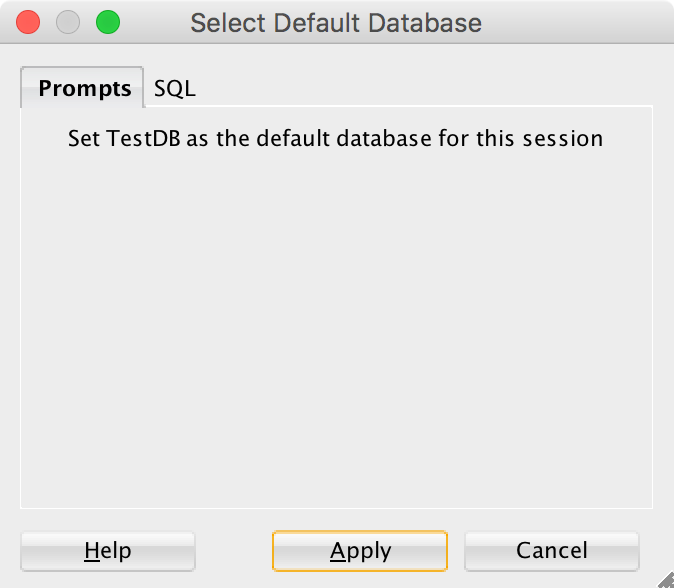 Select Default Database
Prompts SQL
Set TestDB as the default database for this session
Help Apply Cancel